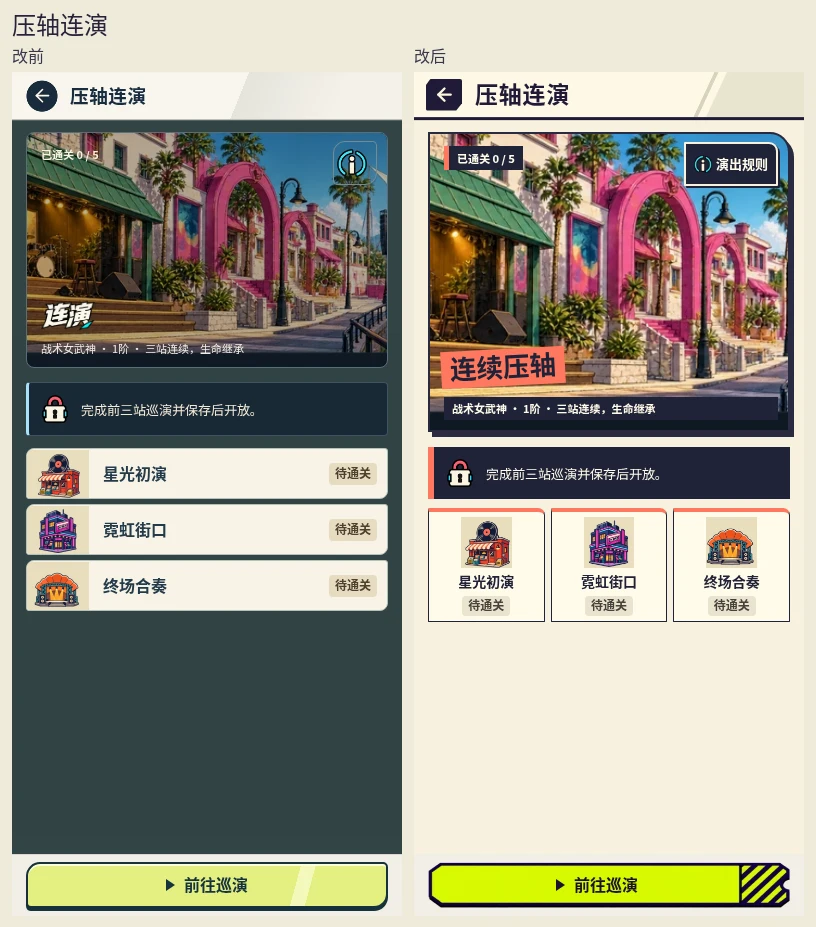 压轴连演
改前
压轴连演
已通关 0 / 5
连演
战术女武神 · 1阶 · 三站连续，生命继承
完成前三站巡演并保存后开放。
星光初演
待通关
霓虹街口
待通关
终场合奏
待通关
前往巡演
改后
压轴连演
已通关 0 / 5
演出规则
连续压轴
战术女武神 · 1阶 · 三站连续，生命继承
完成前三站巡演并保存后开放。
星光初演
待通关
霓虹街口
待通关
终场合奏
待通关
前往巡演